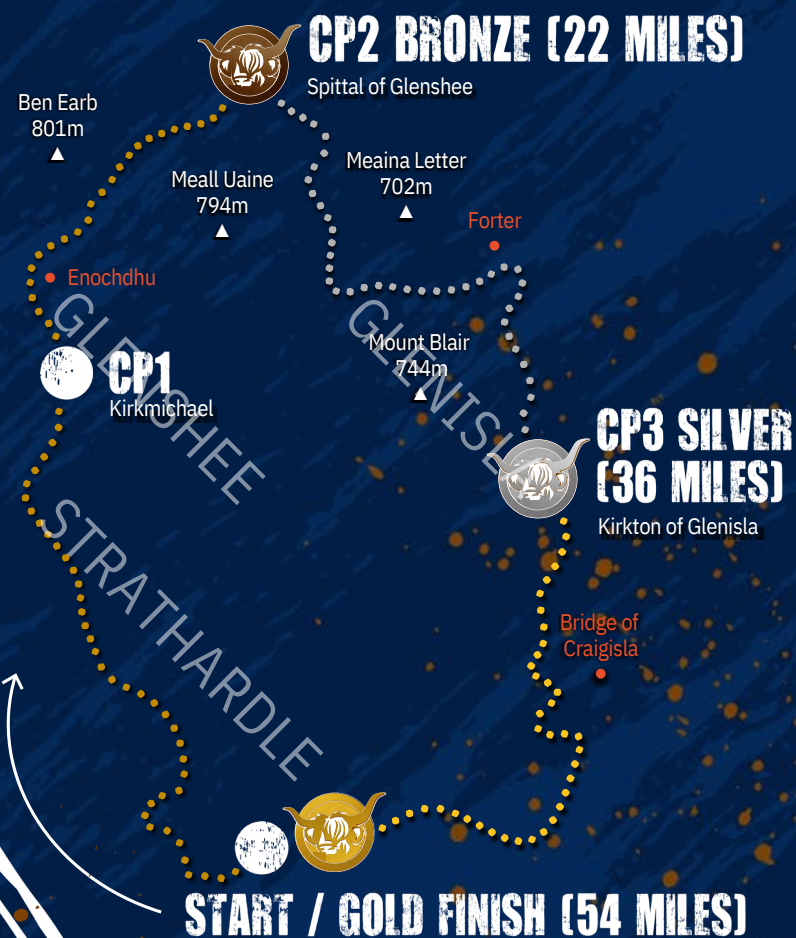 CP2 BRONZE (22 MILES)
Spittal of Glenshee
Ben Earb
801m
Meall Uaine
794m
Meaina Letter
702m
Forter
Enochdhu
GLENSHEE
GLENISLA
Mount Blair
744m
CP1
Kirkmichael
CP3 SILVER
(36 MILES)
Kirkton of Glenisla
STRATHARDLE
Bridge of
Craigisla
START / GOLD FINISH (54 MILES)